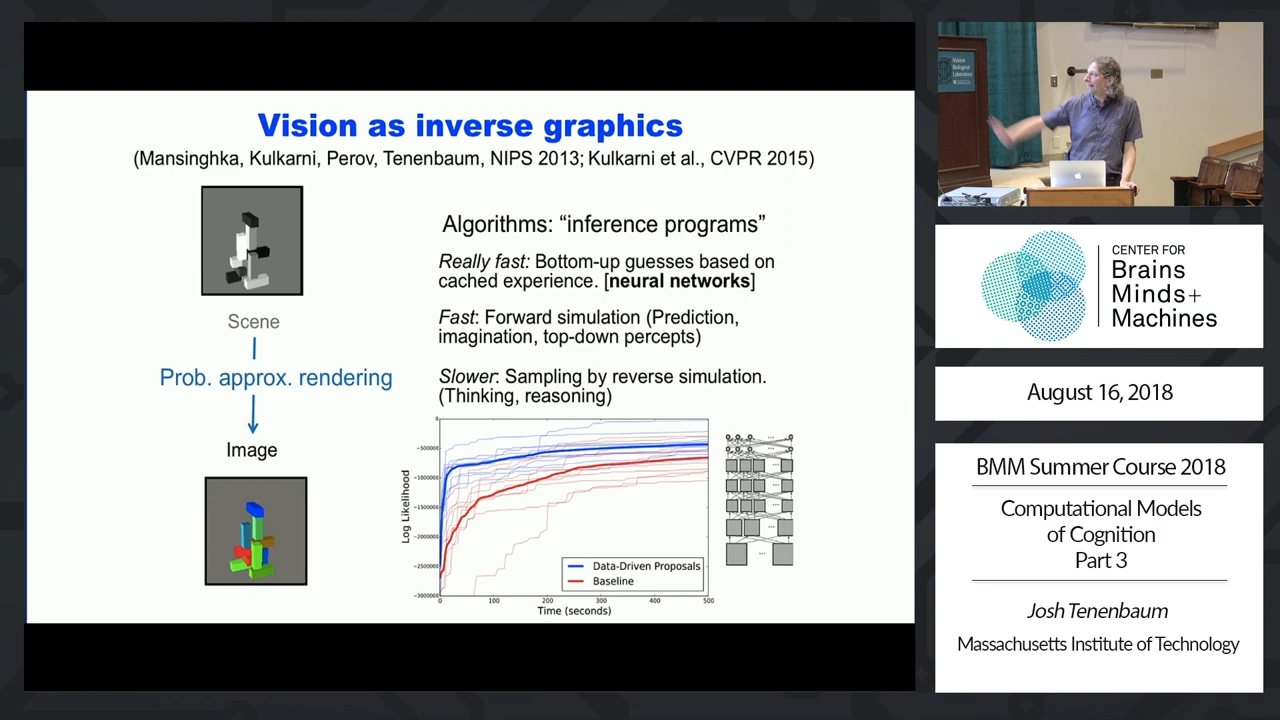 Vision as inverse graphics
(Mansinghka, Kulkarni, Perov, Tenenbaum, NIPS 2013; Kulkarni et al., CVPR 2015)
Scene
Prob. approx. rendering
Image
Algorithms: “inference programs”
Really fast: Bottom-up guesses based on
cached experience. [neural networks]
Fast: Forward simulation (Prediction,
imagination, top-down percepts)
Slower: Sampling by reverse simulation.
(Thinking, reasoning)
Log Likelihood
0
−500000
−1000000
−1500000
−2000000
−2500000
−3000000
0 100 200 300 400 500
Time (seconds)
Data-Driven Proposals
Baseline
Marine
Biological
Laboratory
CENTER FOR
Brains
Minds+
Machines
August 16, 2018
BMM Summer Course 2018
Computational Models
of Cognition
Part 3
Josh Tenenbaum
Massachusetts Institute of Technology